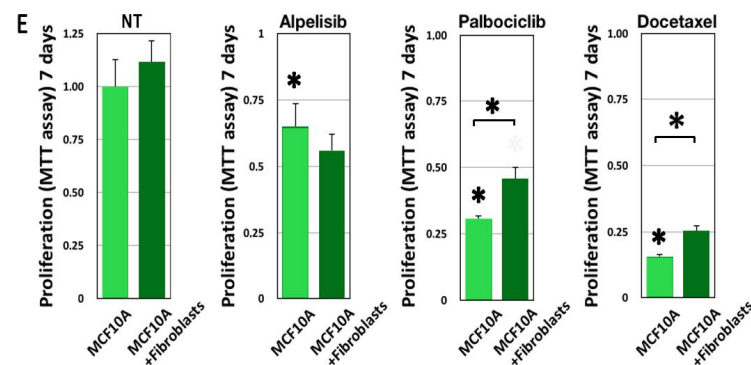 E
NT
Proliferation (MTT assay) 7 days
1.25
1.00
0.75
0.50
0.25
0
MCF10A
MCF10A
+Fibroblasts
Alpelisib
Proliferation (MTT assay) 7 days
1
0.75
0.5
0.25
0
*
MCF10A
MCF10A
+Fibroblasts
Palbociclib
Proliferation (MTT assay) 7 days
1.00
0.75
0.50
0.25
0
*
*
*
MCF10A
MCF10A
+Fibroblasts
Docetaxel
Proliferation (MTT assay) 7 days
1.00
0.75
0.50
0.25
0
*
*
MCF10A
MCF10A
+Fibroblasts